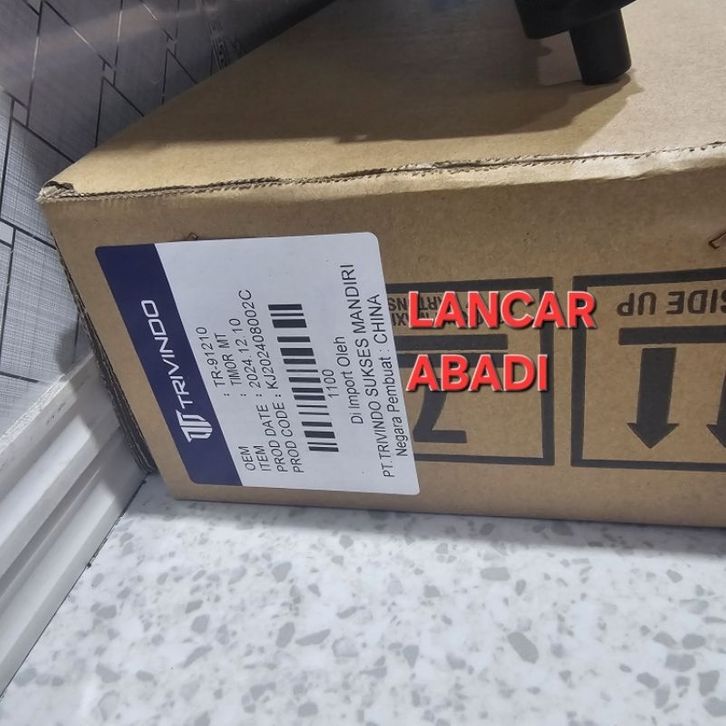 TRIVINDO
OEM : TR-91210
ITEM : TIMOR MT
PROD DATE : 2024.12.10
PROD CODE : KJ202408002C
1100
Di Import Oleh
PT.TRIVINDO SUKSES MANDIRI
Negara Pembuat : CHINA
LANCAR
ABADI
7
SIDE UP